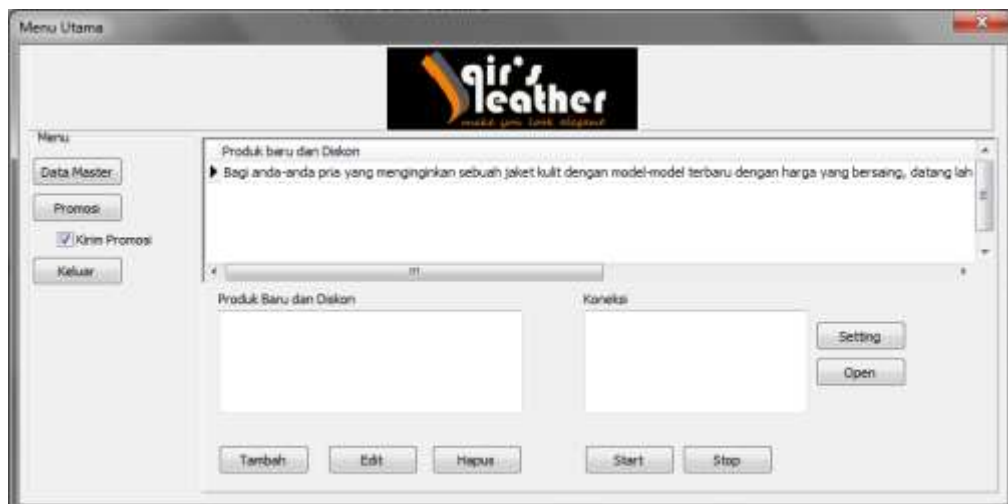 Menu Utama
qir's
leather
make you look elegant
Menu
Data Master
Promosi
Kirim Promosi
Keluar
Produk baru dan Diskon
Bagi anda-anda pria yang menginginkan sebuah jaket kulit dengan model-model terbaru dengan harga yang bersaing, datang lah
Produk Baru dan Diskon
Koneksi
Setting
Open
Tambah
Edit
Hapus
Start
Stop